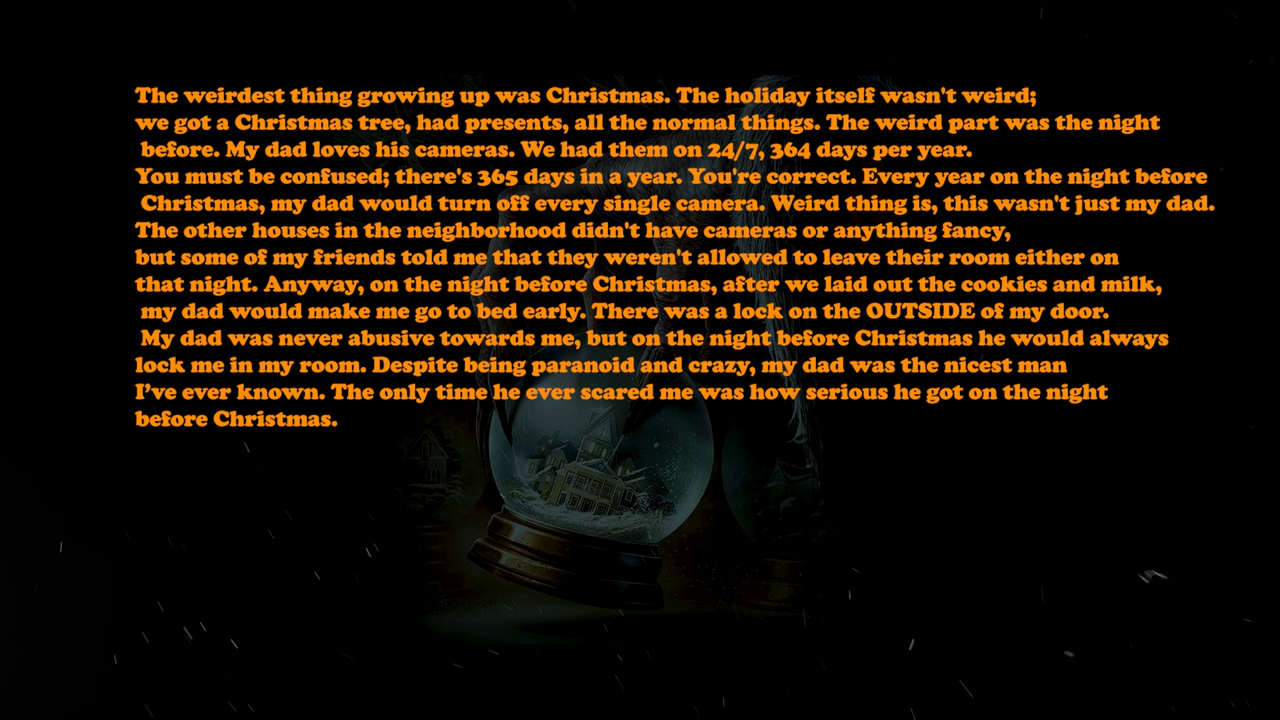 The weirdest thing growing up was Christmas. The holiday itself wasn't weird;
we got a Christmas tree, had presents, all the normal things. The weird part was the night
before. My dad loves his cameras. We had them on 24/7, 364 days per year.
You must be confused; there's 365 days in a year. You're correct. Every year on the night before
Christmas, my dad would turn off every single camera. Weird thing is, this wasn't just my dad.
The other houses in the neighborhood didn't have cameras or anything fancy,
but some of my friends told me that they weren't allowed to leave their room either on
that night. Anyway, on the night before Christmas, after we laid out the cookies and milk,
my dad would make me go to bed early. There was a lock on the OUTSIDE of my door.
My dad was never abusive towards me, but on the night before Christmas he would always
lock me in my room. Despite being paranoid and crazy, my dad was the nicest man
I’ve ever known. The only time he ever scared me was how serious he got on the night
before Christmas.